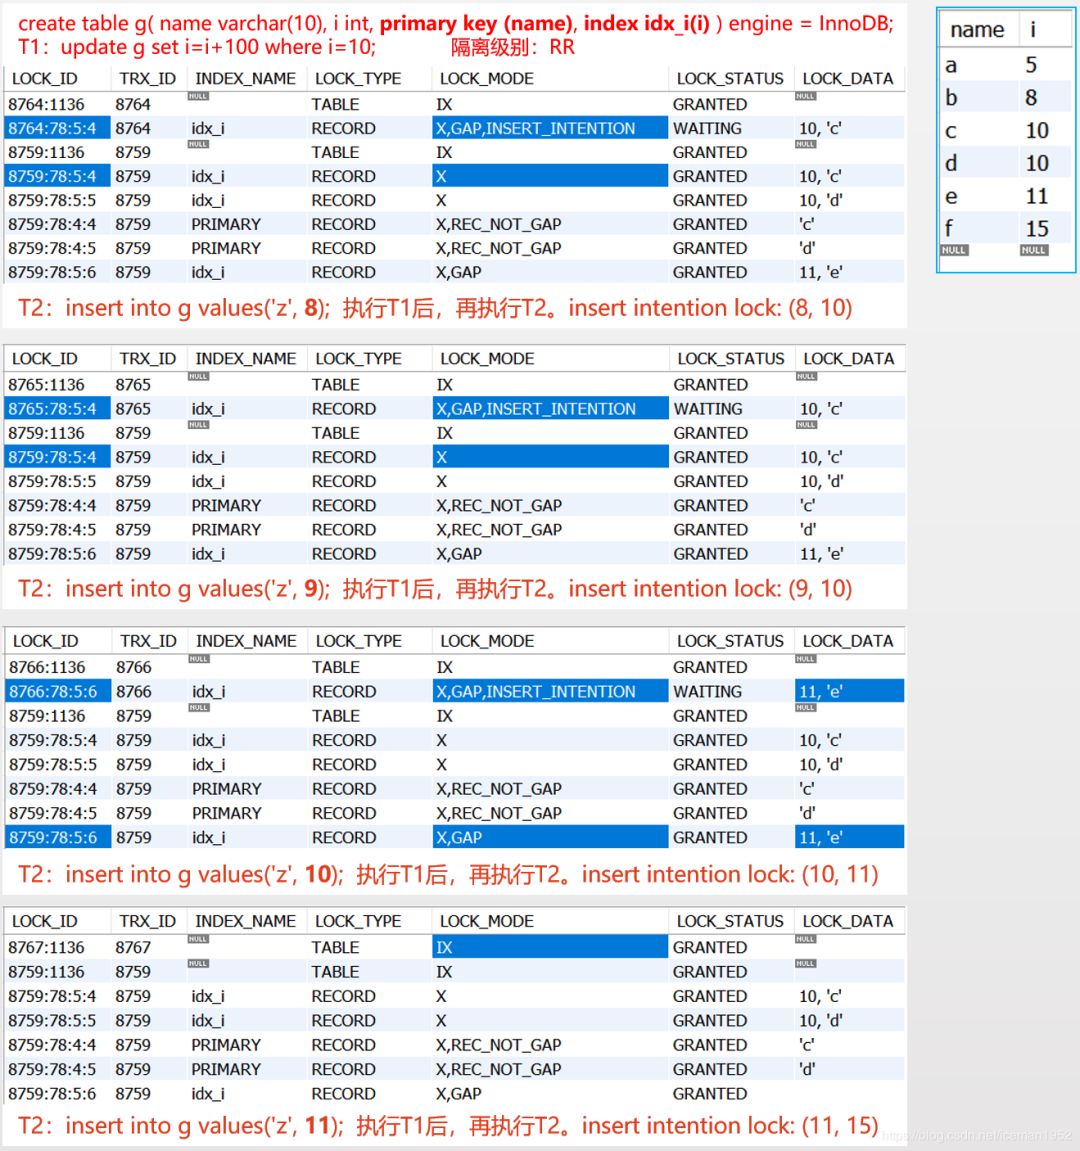 create table g( name varchar(10), i int, primary key (name), index idx_i(i) ) engine = InnoDB;
T1：update g set i=i+100 where i=10; 隔离级别：RR
LOCK_ID TRX_ID INDEX_NAME LOCK_TYPE LOCK_MODE LOCK_STATUS LOCK_DATA
8764:1136 8764 NULL TABLE IX GRANTED NULL
8764:78:5:4 8764 idx_i RECORD X,GAP,INSERT_INTENTION WAITING 10, 'c'
8759:1136 8759 NULL TABLE IX GRANTED NULL
8759:78:5:4 8759 idx_i RECORD X GRANTED 10, 'c'
8759:78:5:5 8759 idx_i RECORD X GRANTED 10, 'd'
8759:78:4:4 8759 PRIMARY RECORD X,REC_NOT_GAP GRANTED 'c'
8759:78:4:5 8759 PRIMARY RECORD X,REC_NOT_GAP GRANTED 'd'
8759:78:5:6 8759 idx_i RECORD X,GAP GRANTED 11, 'e'
T2：insert into g values('z', 8); 执行T1后，再执行T2。insert intention lock: (8, 10)
name i
a 5
b 8
c 10
d 10
e 11
f 15
NULL NULL
LOCK_ID TRX_ID INDEX_NAME LOCK_TYPE LOCK_MODE LOCK_STATUS LOCK_DATA
8765:1136 8765 NULL TABLE IX GRANTED NULL
8765:78:5:4 8765 idx_i RECORD X,GAP,INSERT_INTENTION WAITING 10, 'c'
8759:1136 8759 NULL TABLE IX GRANTED NULL
8759:78:5:4 8759 idx_i RECORD X GRANTED 10, 'c'
8759:78:5:5 8759 idx_i RECORD X GRANTED 10, 'd'
8759:78:4:4 8759 PRIMARY RECORD X,REC_NOT_GAP GRANTED 'c'
8759:78:4:5 8759 PRIMARY RECORD X,REC_NOT_GAP GRANTED 'd'
8759:78:5:6 8759 idx_i RECORD X,GAP GRANTED 11, 'e'
T2：insert into g values('z', 9); 执行T1后，再执行T2。insert intention lock: (9, 10)
LOCK_ID TRX_ID INDEX_NAME LOCK_TYPE LOCK_MODE LOCK_STATUS LOCK_DATA
8766:1136 8766 NULL TABLE IX GRANTED NULL
8766:78:5:6 8766 idx_i RECORD X,GAP,INSERT_INTENTION WAITING 11, 'e'
8759:1136 8759 NULL TABLE IX GRANTED NULL
8759:78:5:4 8759 idx_i RECORD X GRANTED 10, 'c'
8759:78:5:5 8759 idx_i RECORD X GRANTED 10, 'd'
8759:78:4:4 8759 PRIMARY RECORD X,REC_NOT_GAP GRANTED 'c'
8759:78:4:5 8759 PRIMARY RECORD X,REC_NOT_GAP GRANTED 'd'
8759:78:5:6 8759 idx_i RECORD X,GAP GRANTED 11, 'e'
T2：insert into g values('z', 10); 执行T1后，再执行T2。insert intention lock: (10, 11)
LOCK_ID TRX_ID INDEX_NAME LOCK_TYPE LOCK_MODE LOCK_STATUS LOCK_DATA
8767:1136 8767 NULL TABLE IX GRANTED NULL
8759:1136 8759 NULL TABLE IX GRANTED NULL
8759:78:5:4 8759 idx_i RECORD X GRANTED 10, 'c'
8759:78:5:5 8759 idx_i RECORD X GRANTED 10, 'd'
8759:78:4:4 8759 PRIMARY RECORD X,REC_NOT_GAP GRANTED 'c'
8759:78:4:5 8759 PRIMARY RECORD X,REC_NOT_GAP GRANTED 'd'
8759:78:5:6 8759 idx_i RECORD X,GAP GRANTED 11, 'e'
T2：insert into g values('z', 11); 执行T1后，再执行T2。insert intention lock: (11, 15)
https://blog.csdn.net/iceman1952